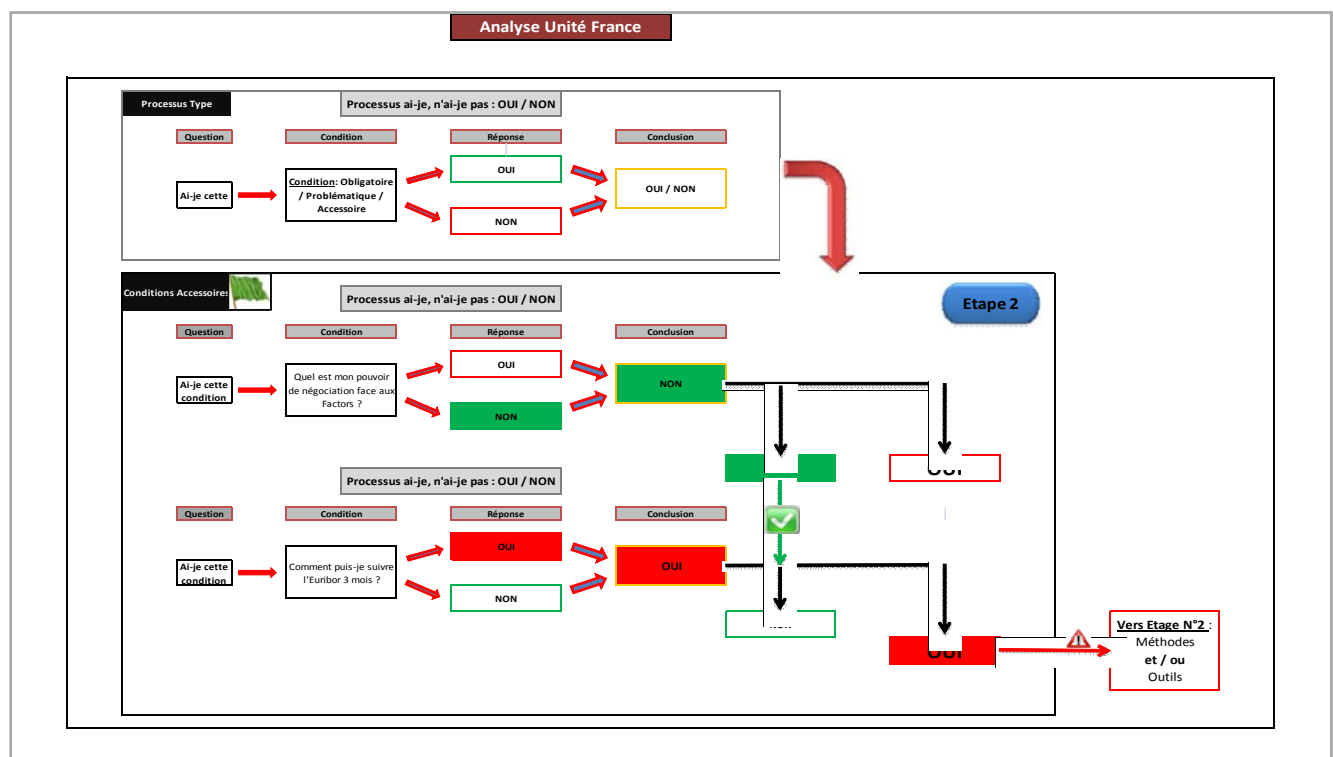 Analyse Unité France
Processus Type
Processus ai-je, n'ai-je pas : OUI / NON
Question
Condition
Réponse
Conclusion
Ai-je cette
Condition: Obligatoire
/ Problématique /
Accessoire
OUI
NON
OUI / NON
Conditions Accessoires
Processus ai-je, n'ai-je pas : OUI / NON
Etape 2
Question
Condition
Réponse
Conclusion
Ai-je cette
condition
Quel est mon pouvoir
de négociation face aux
Factors ?
OUI
NON
NON
OUI
Processus ai-je, n'ai-je pas : OUI / NON
Question
Condition
Réponse
Conclusion
Ai-je cette
condition
Comment puis-je suivre
l'Euribor 3 mois ?
OUI
NON
OUI
OUI
Vers Etage N°2 :
Méthodes
et / ou
Outils